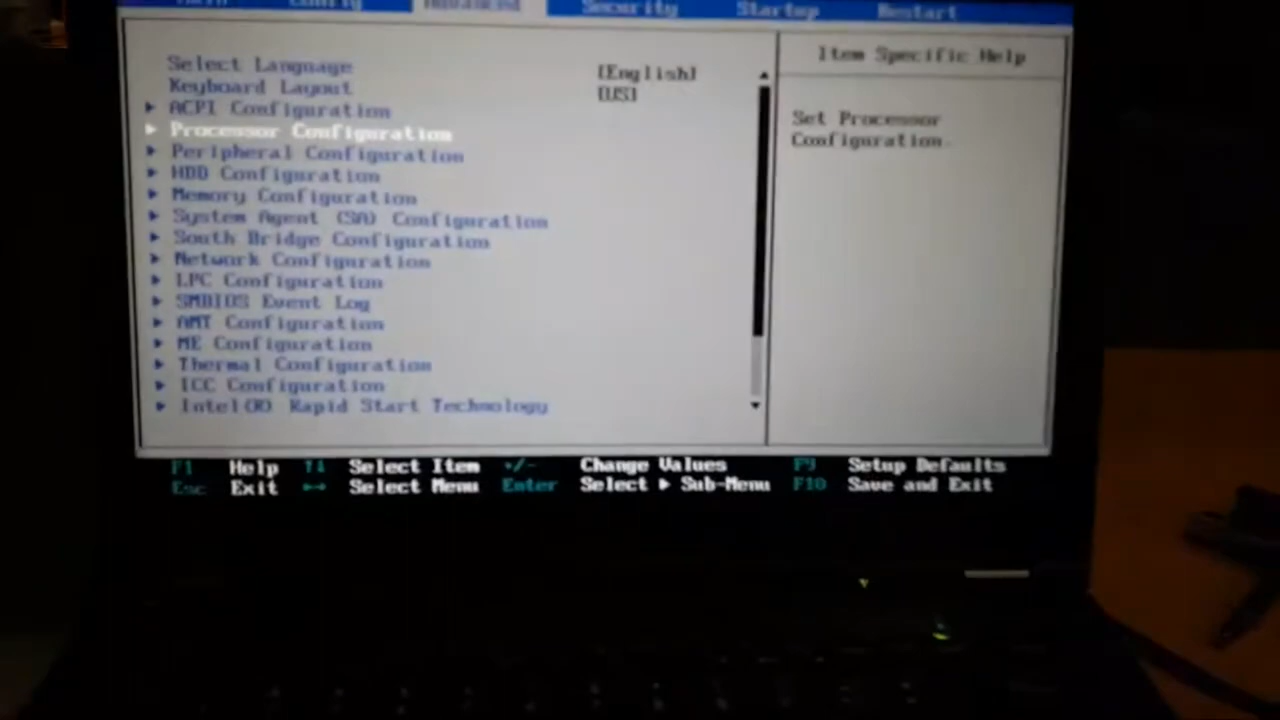 Main Config Advanced Security Startup Restart
Item Specific Help
Select Language [English]
Keyboard Layout [US]
ACPI Configuration
Processor Configuration
Peripheral Configuration
HDD Configuration
Memory Configuration
System Agent (SA) Configuration
South Bridge Configuration
Network Configuration
LPC Configuration
SMBIOS Event Log
AMT Configuration
ME Configuration
Thermal Configuration
ICC Configuration
Intel(R) Rapid Start Technology
Set Processor
Configuration.
F1 Help ↑↓ Select Item +/- Change Values F9 Setup Defaults
Esc Exit ←→ Select Menu Enter Select ▶ Sub-Menu F10 Save and Exit